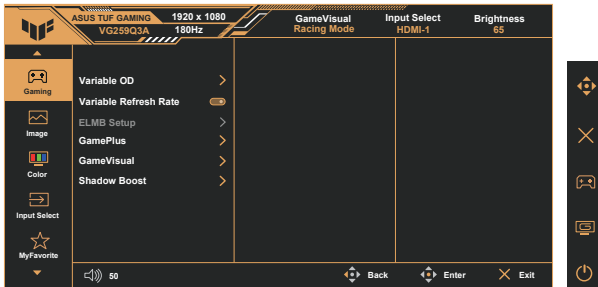 ASUS TUF GAMING 1920 x 1080
VG259Q3A 180Hz
GameVisual
Racing Mode
Input Select
HDMI-1
Brightness
65
Gaming
Image
Color
Input Select
MyFavorite
Variable OD
Variable Refresh Rate
ELMB Setup
GamePlus
GameVisual
Shadow Boost
50
Back
Enter
Exit